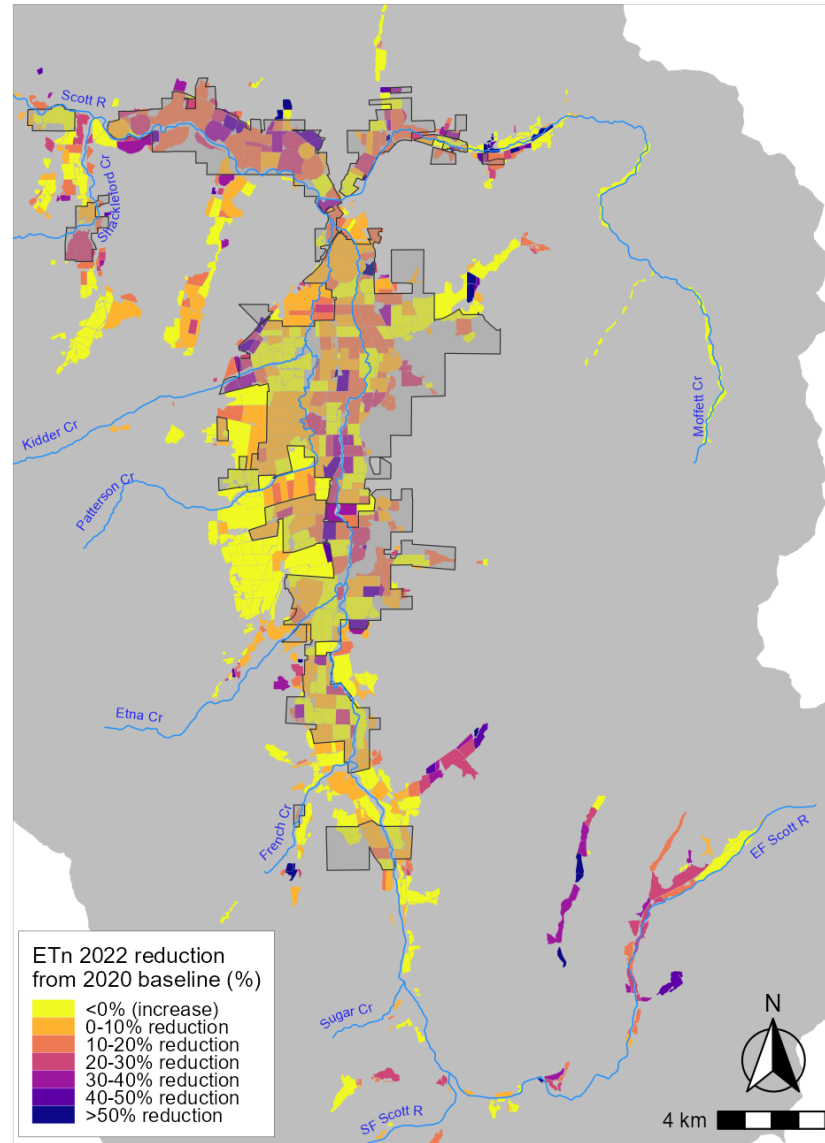 Scott R
Shackleford Cr
Kidder Cr
Patterson Cr
Moffett Cr
Etna Cr
French Cr
EF Scott R
Sugar Cr
SF Scott R
ETn 2022 reduction
from 2020 baseline (%)
<0% (increase)
0-10% reduction
10-20% reduction
20-30% reduction
30-40% reduction
40-50% reduction
>50% reduction
N
4 km